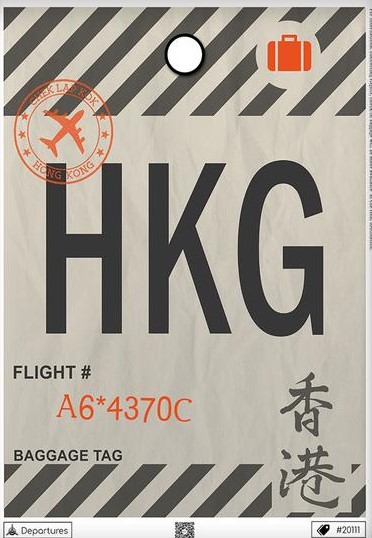 CHEK LAP KOK
HONG KONG
HKG
FLIGHT #
A6*4370C
香
港
BAGGAGE TAG
Departures
#20111